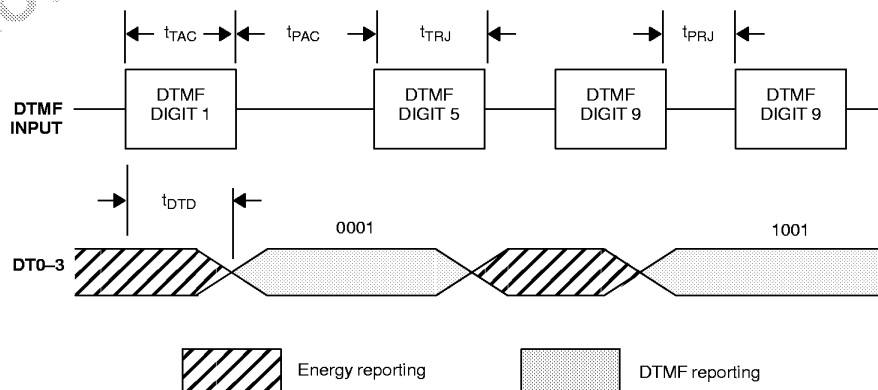 tTAC tPAC tTRJ tPRJ
DTMF INPUT
DTMF DIGIT 1
DTMF DIGIT 5
DTMF DIGIT 9
DTMF DIGIT 9
tDTD
0001
1001
DT0–3
Energy reporting
DTMF reporting